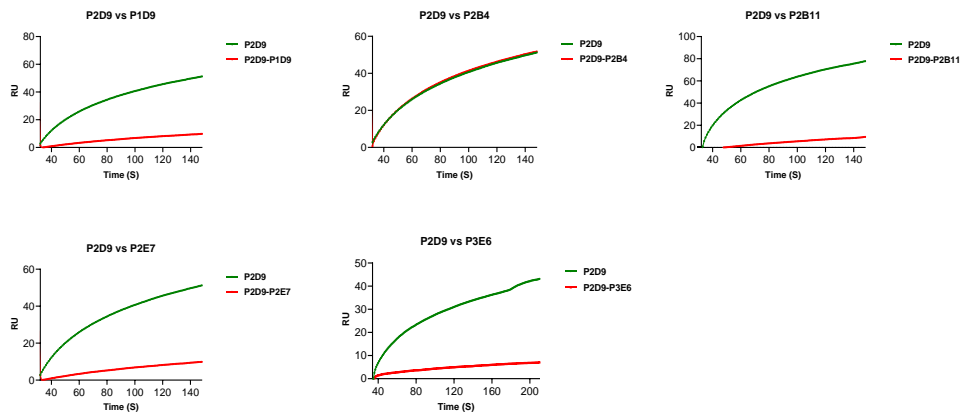 P2D9 vs P1D9
80
60
40
20
0
RU
40 60 80 100 120 140
Time (S)
P2D9
P2D9-P1D9
P2D9 vs P2B4
60
40
20
0
RU
40 60 80 100 120 140
Time (S)
P2D9
P2D9-P2B4
P2D9 vs P2B11
100
80
60
40
20
0
RU
40 60 80 100 120 140
Time (S)
P2D9
P2D9-P2B11
P2D9 vs P2E7
60
40
20
0
RU
40 60 80 100 120 140
Time (S)
P2D9
P2D9-P2E7
P2D9 vs P3E6
50
40
30
20
10
0
RU
40 80 120 160 200
Time (S)
P2D9
P2D9-P3E6